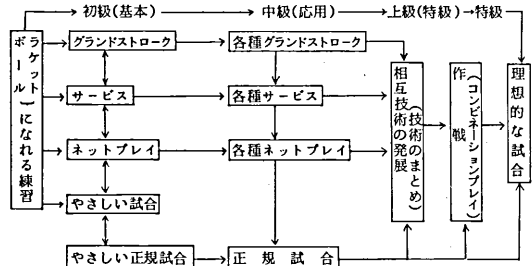 初級(基本)
中級(応用)
上級(特級)
特級
ラケット
ボール
になれる練習
グランドストローク
各種グランドストローク
サービス
各種サービス
ネットプレイ
各種ネットプレイ
やさしい試合
やさしい正規試合
正規試合
相互技術の発展
(技術のまとめ)
作戦
(コンビネーションプレイ)
理想的な試合